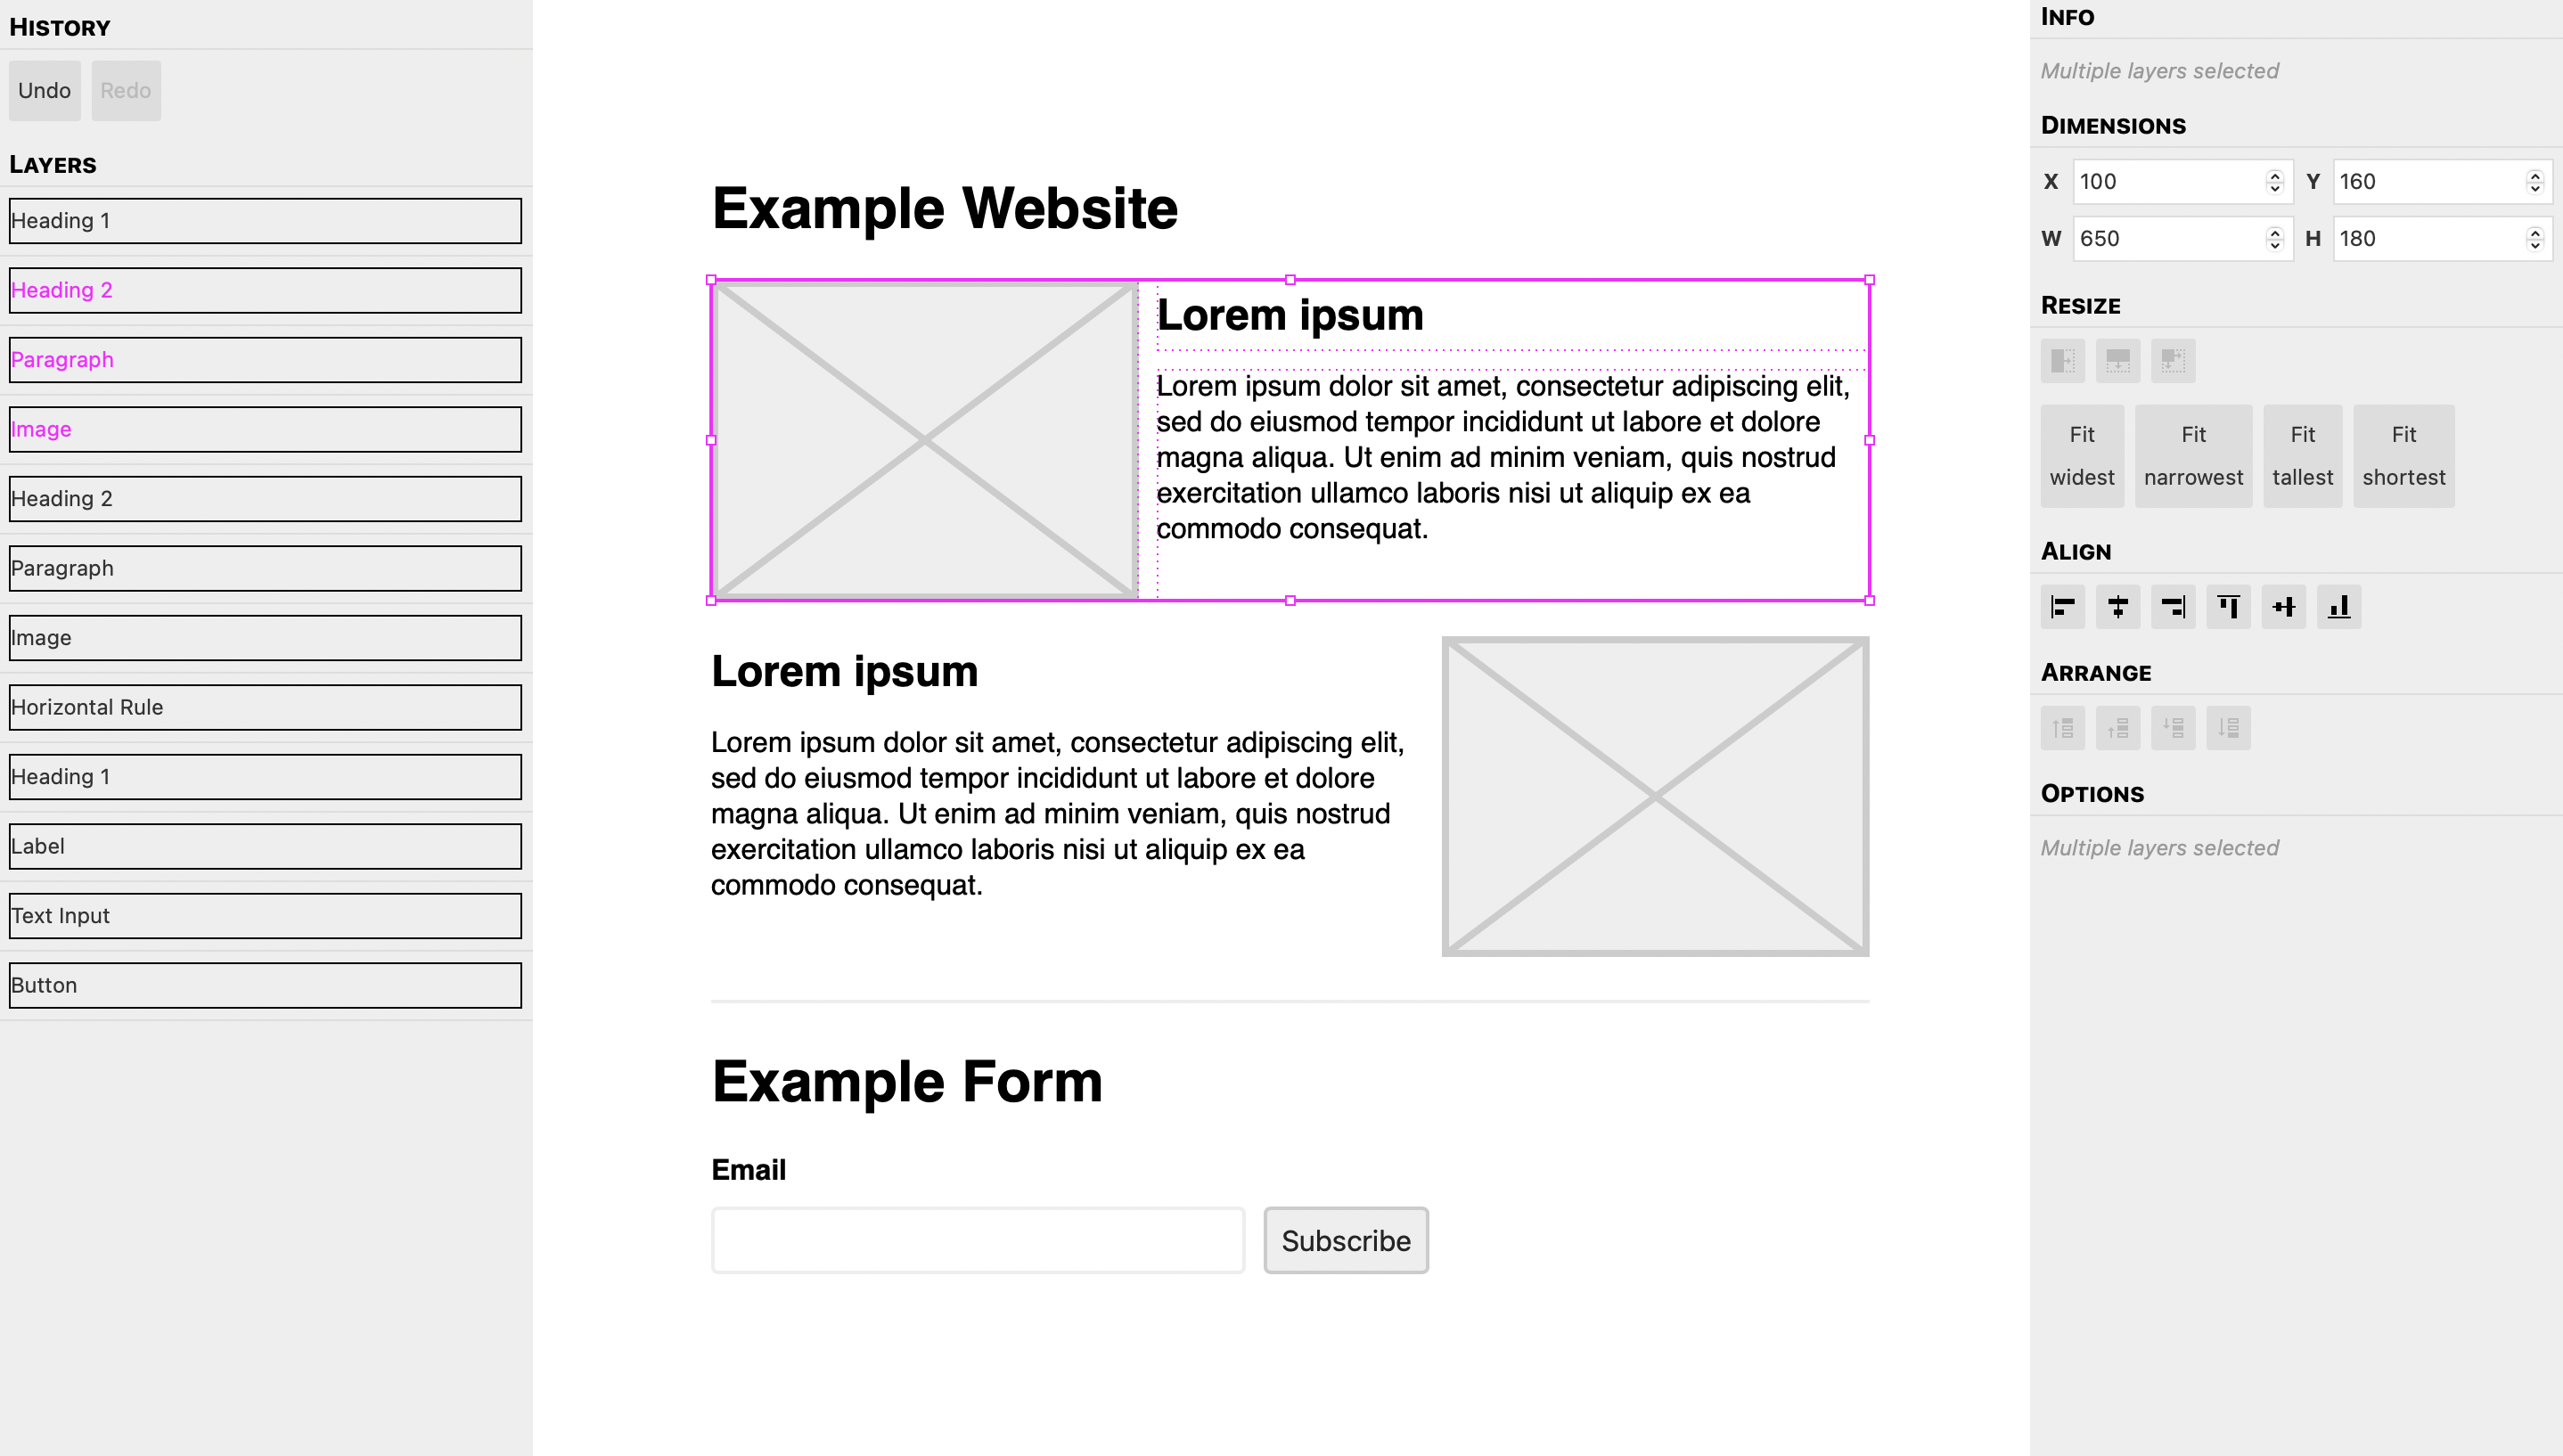 HISTORY
Undo Redo
LAYERS
Heading 1
Heading 2
Paragraph
Image
Heading 2
Paragraph
Image
Horizontal Rule
Heading 1
Label
Text Input
Button
Example Website
Lorem ipsum
Lorem ipsum dolor sit amet, consectetur adipiscing elit,
sed do eiusmod tempor incididunt ut labore et dolore
magna aliqua. Ut enim ad minim veniam, quis nostrud
exercitation ullamco laboris nisi ut aliquip ex ea
commodo consequat.
Lorem ipsum
Lorem ipsum dolor sit amet, consectetur adipiscing elit,
sed do eiusmod tempor incididunt ut labore et dolore
magna aliqua. Ut enim ad minim veniam, quis nostrud
exercitation ullamco laboris nisi ut aliquip ex ea
commodo consequat.
Example Form
Email
Subscribe
INFO
Multiple layers selected
DIMENSIONS
X 100 Y 160
W 650 H 180
RESIZE
Fit widest
Fit narrowest
Fit tallest
Fit shortest
ALIGN
ARRANGE
OPTIONS
Multiple layers selected